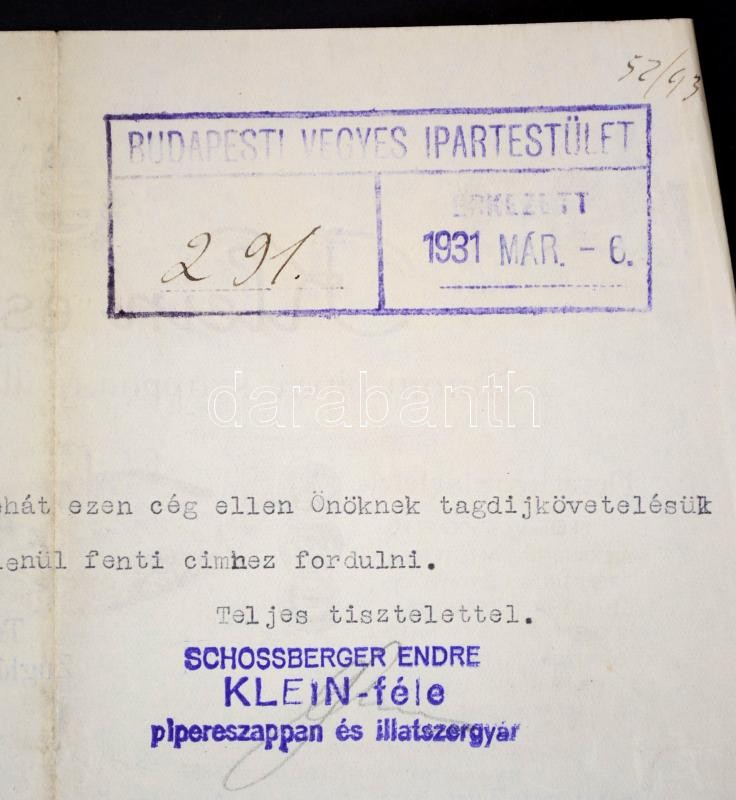 52/93
BUDAPESTI VEGYES IPARTESTÜLET
ÉRKEZETT
291.
1931 MÁR. - 6.
darabanth
ehát ezen cég ellen Önöknek tagdijkövetelésük
lenül fenti cimhez fordulni.
Teljes tisztelettel.
SCHOSSBERGER ENDRE
KLEIN-féle
pipereszappan és illatszergyár